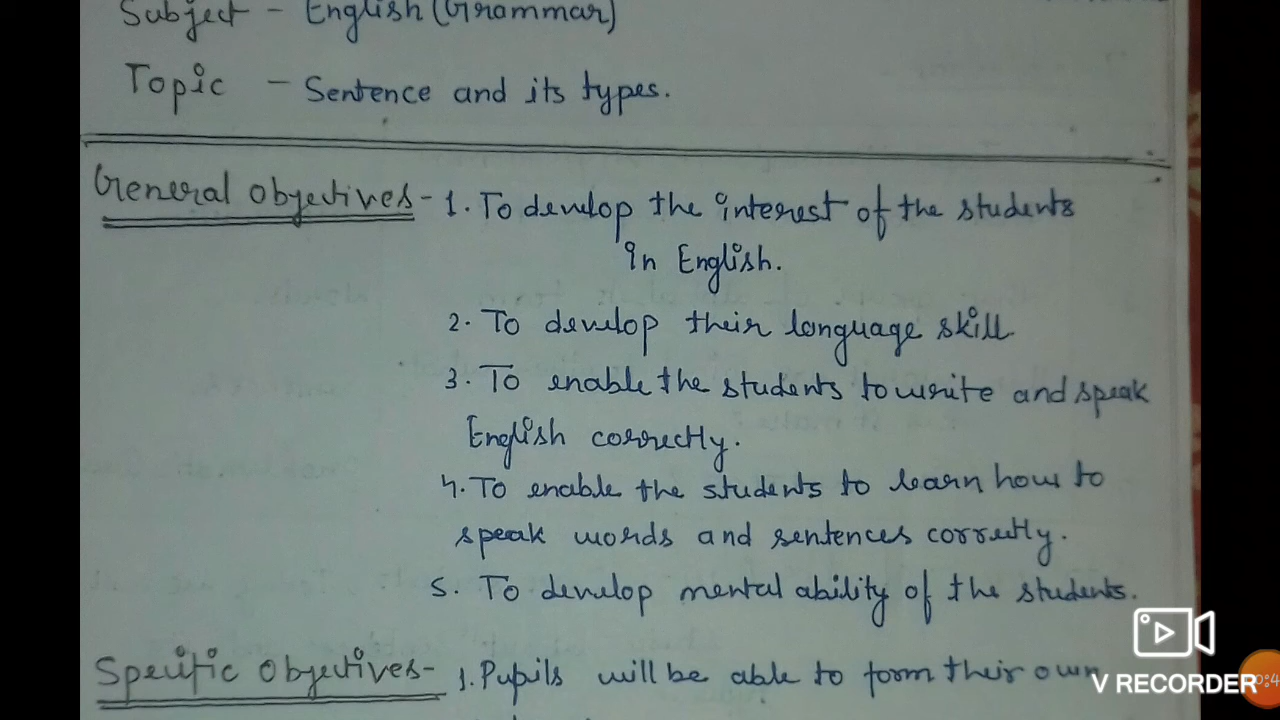 Subject - English (Grammar)
Topic - Sentence and its types.
General Objectives - 1. To develop the interest of the students
in English.
2. To develop their language skill
3. To enable the students to write and speak
English correctly.
4. To enable the students to learn how to
speak words and sentences correctly.
5. To develop mental ability of the students.
Specific Objectives - 1. Pupils will be able to form their own
V RECORDER